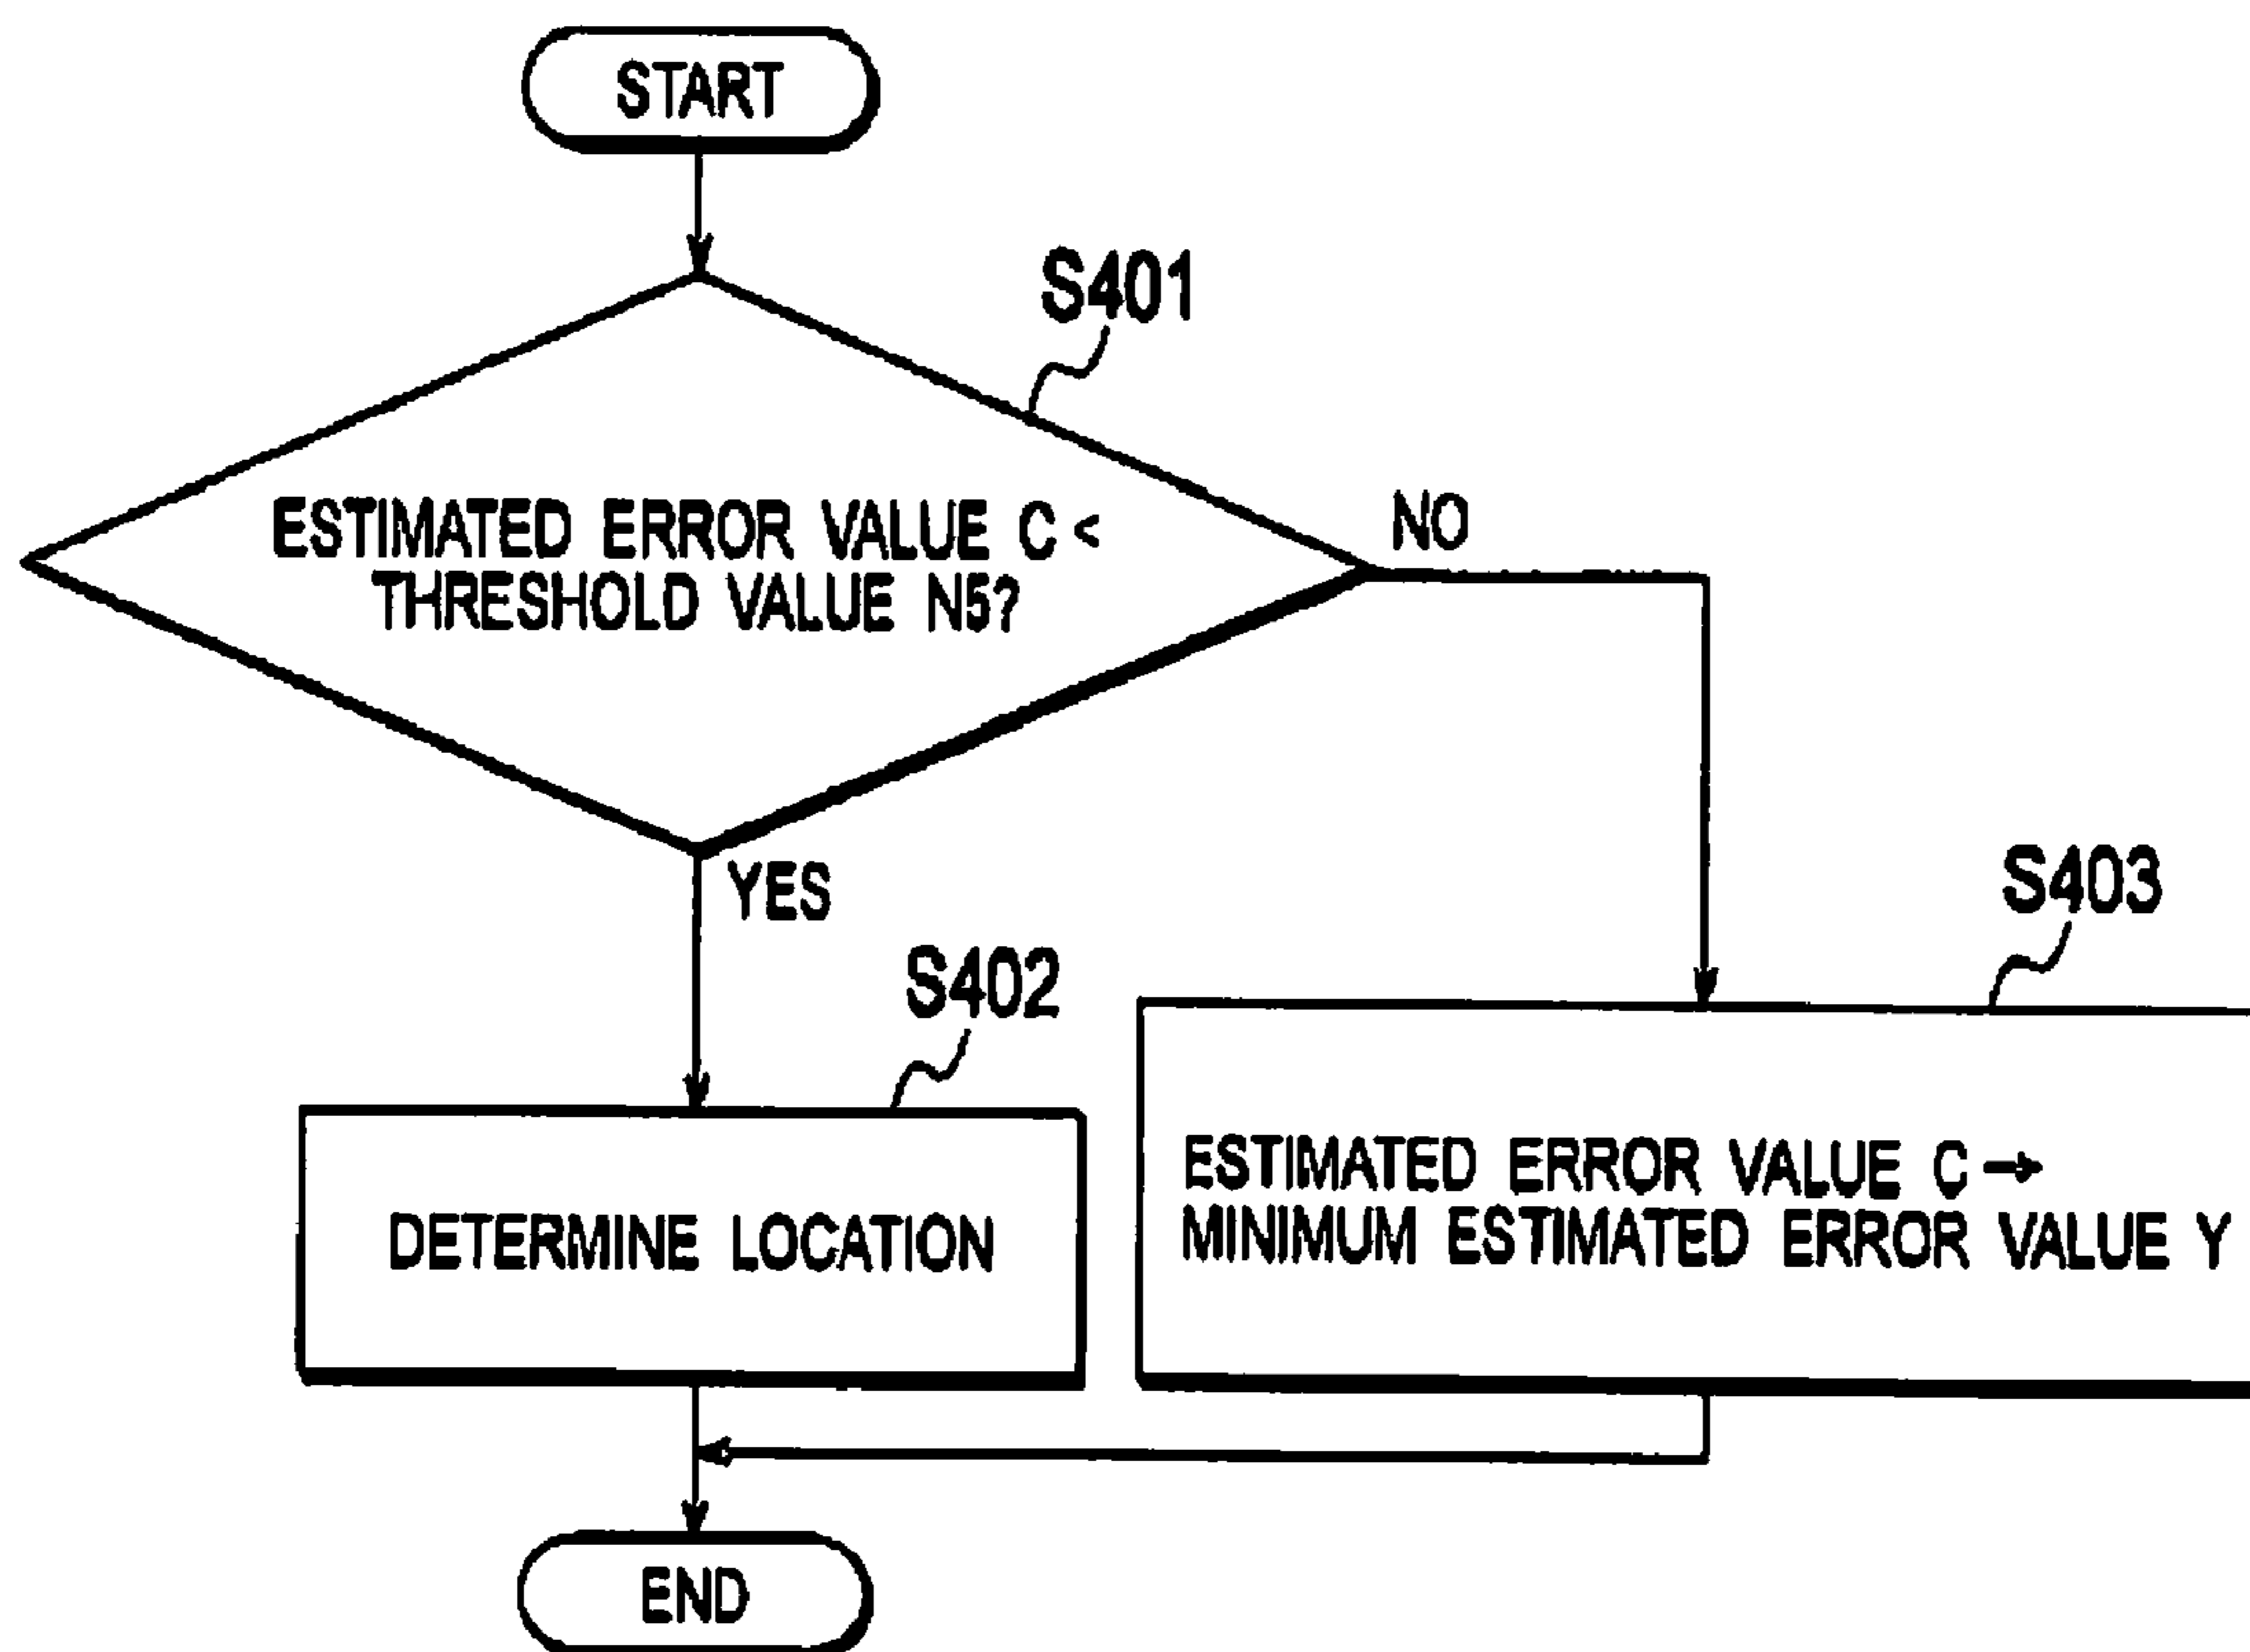 START
S401
ESTIMATED ERROR VALUE C <
THRESHOLD VALUE N5?
NO
YES
S402
DETERMINE LOCATION
S403
ESTIMATED ERROR VALUE C →
MINIMUM ESTIMATED ERROR VALUE Y
END